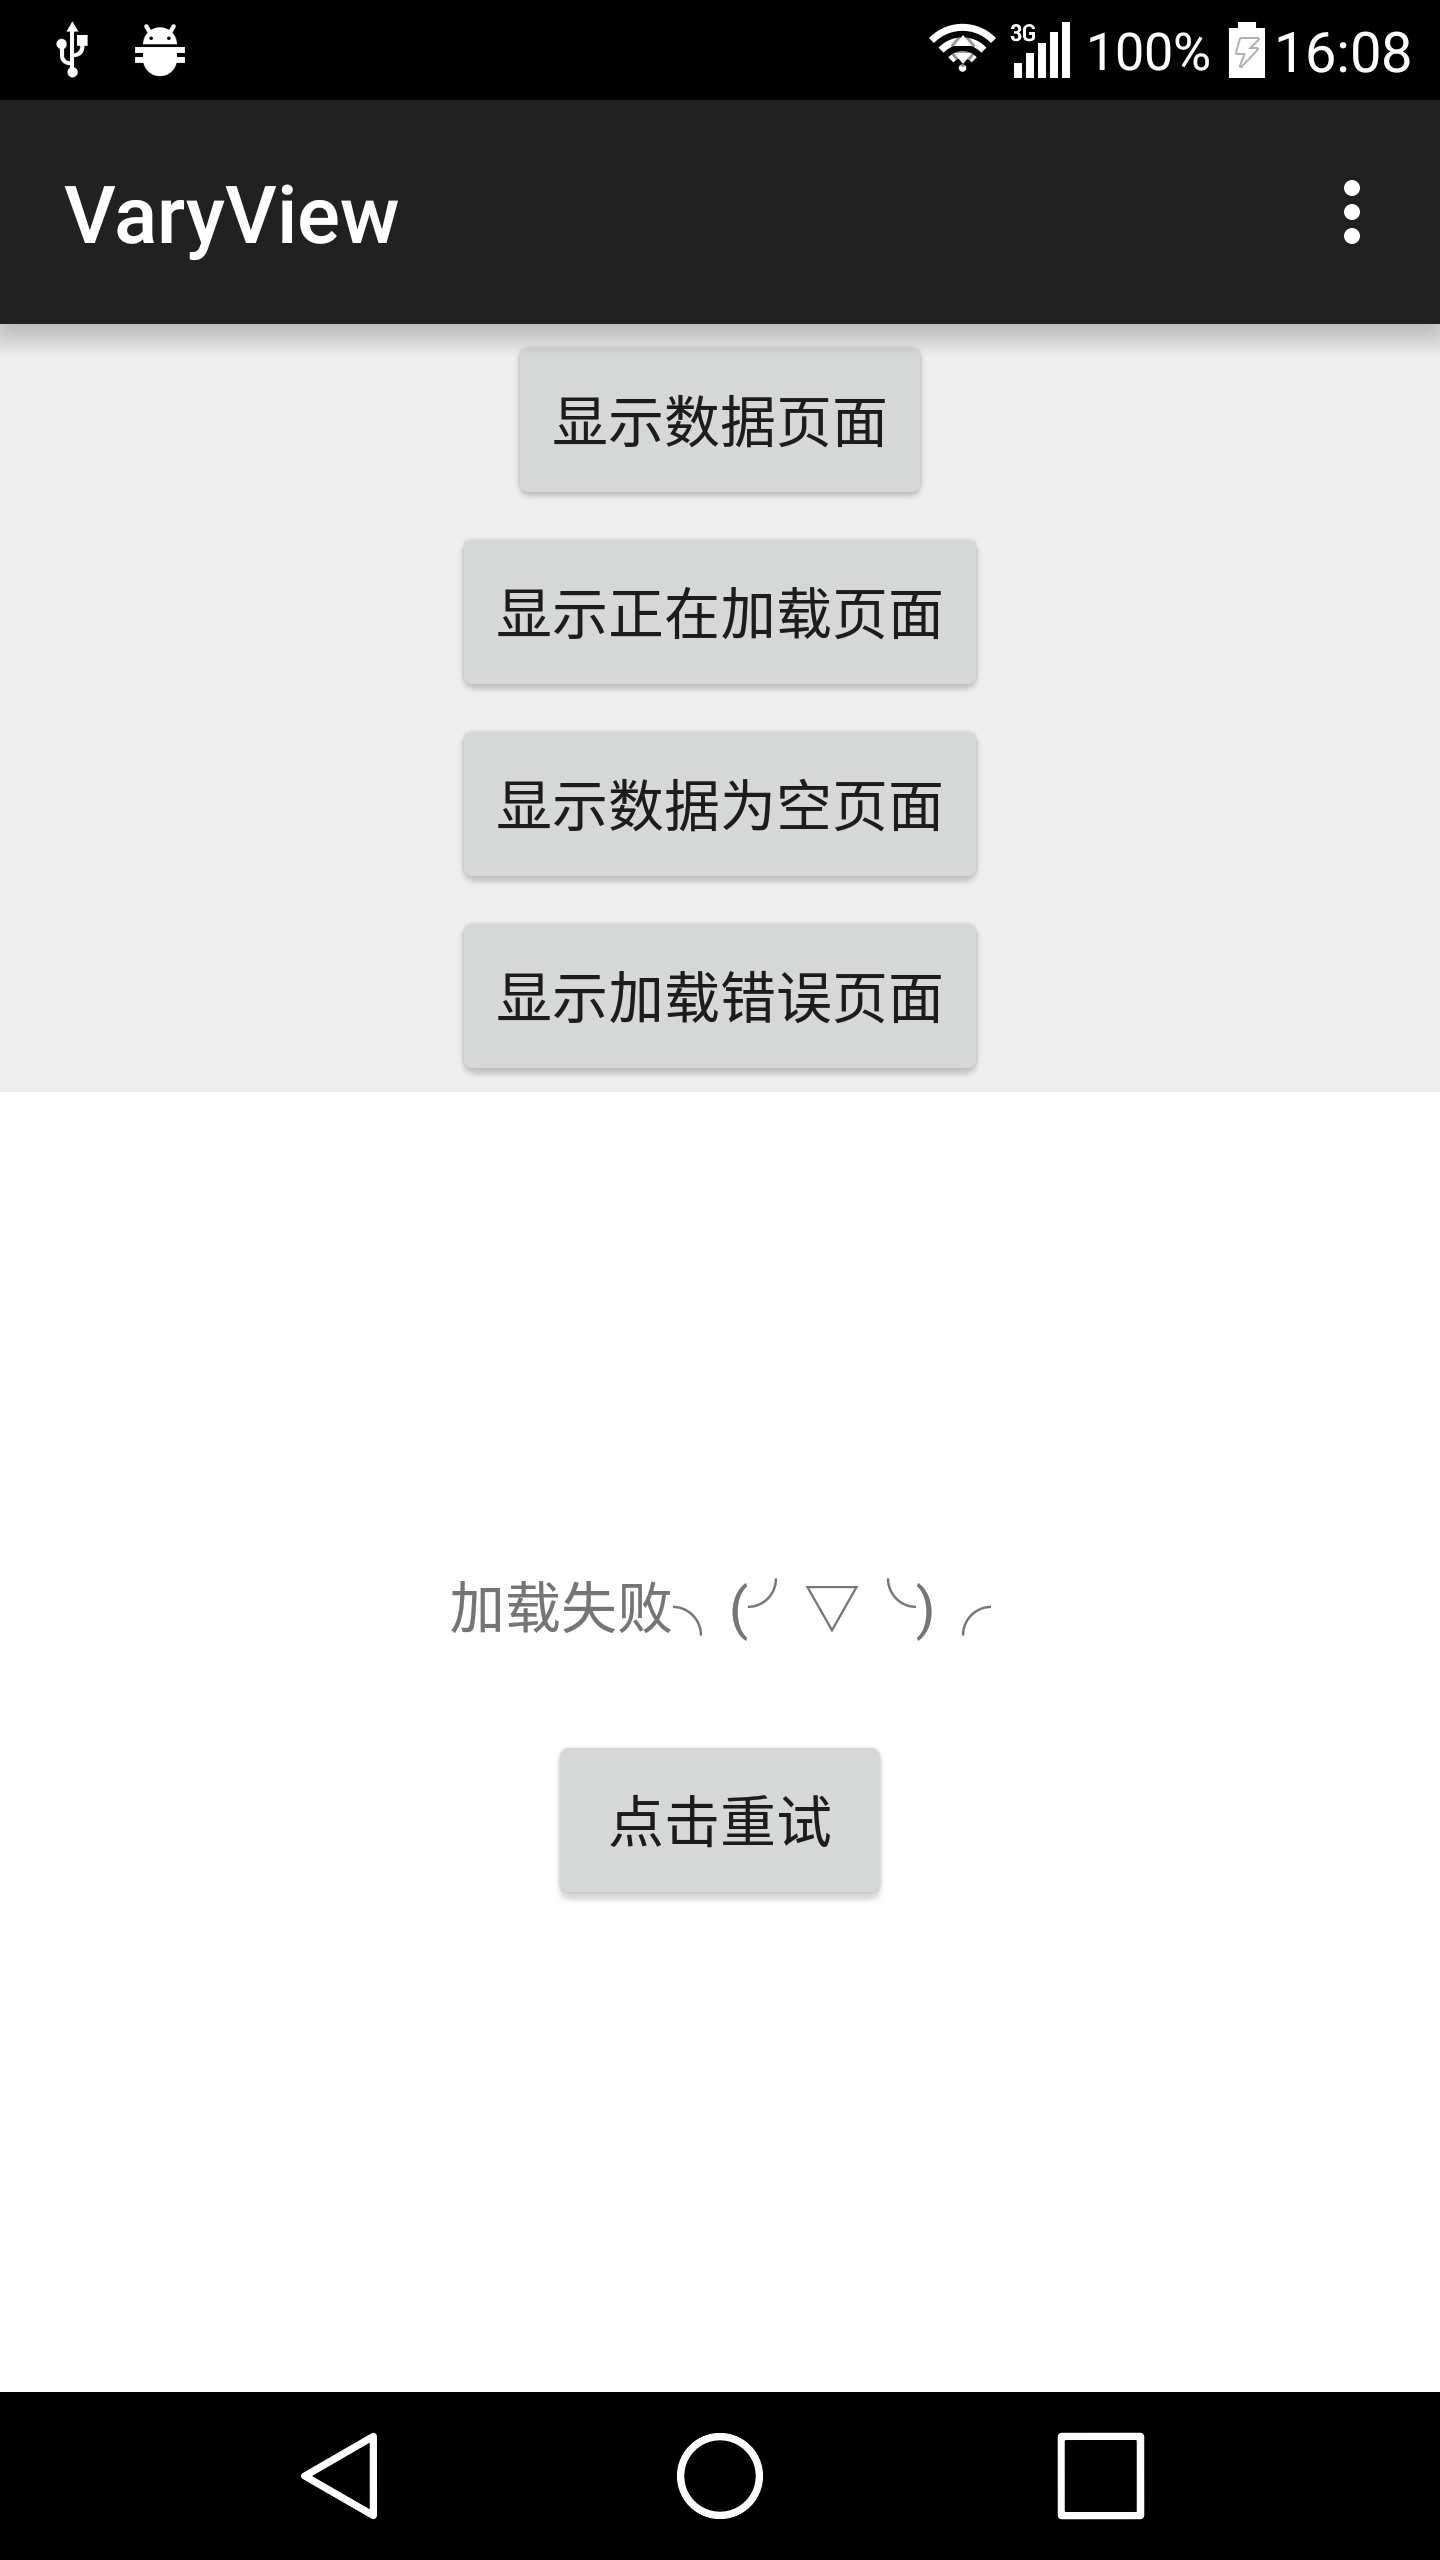 3G 100% 16:08
VaryView
显示数据页面
显示正在加载页面
显示数据为空页面
显示加载错误页面
加载失败╮(╯▽╰)╭
点击重试